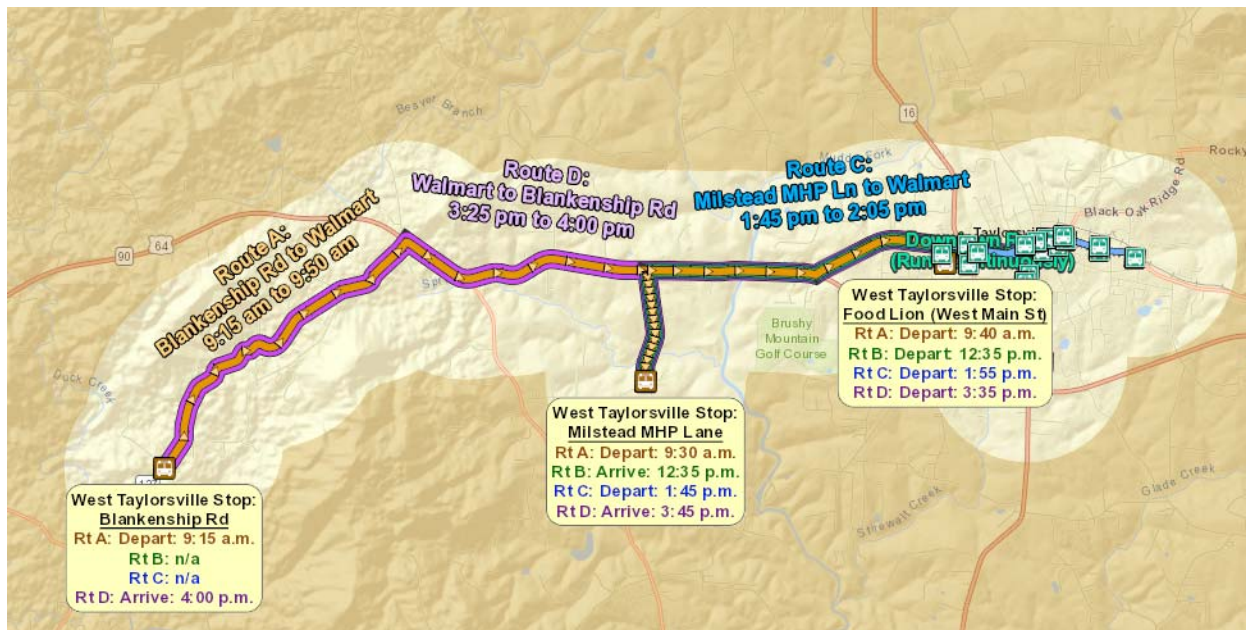 Beaver Branch
16
Muddy Fork
Rocky
Black Oak Ridge Rd
90
64
Route A:
Blankenship Rd to Walmart
9:15 am to 9:50 am
Route D:
Walmart to Blankenship Rd
3:25 pm to 4:00 pm
Route C:
Milstead MHP Ln to Walmart
1:45 pm to 2:05 pm
Brushy
Mountain
Golf Course
Duck Creek
West Taylorsville Stop:
Food Lion (West Main St)
Rt A: Depart: 9:40 a.m.
Rt B: Depart: 12:35 p.m.
Rt C: Depart: 1:55 p.m.
Rt D: Depart: 3:35 p.m.
West Taylorsville Stop:
Milstead MHP Lane
Rt A: Depart: 9:30 a.m.
Rt B: Arrive: 12:35 p.m.
Rt C: Depart: 1:45 p.m.
Rt D: Arrive: 3:45 p.m.
West Taylorsville Stop:
Blankenship Rd
Rt A: Depart: 9:15 a.m.
Rt B: n/a
Rt C: n/a
Rt D: Arrive: 4:00 p.m.
Glade Creek
Stirewalt Creek